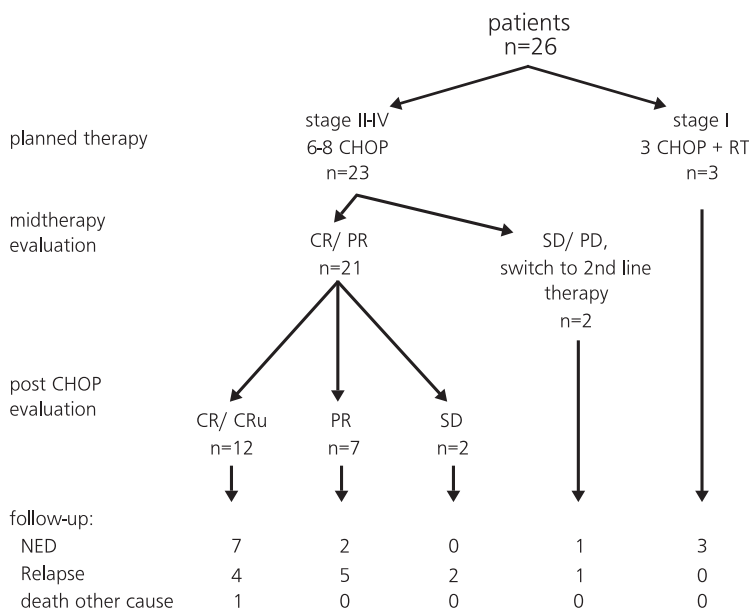 patients
n=26
planned therapy
stage II-IV
6-8 CHOP
n=23
stage I
3 CHOP + RT
n=3
midtherapy
evaluation
CR/ PR
n=21
SD/ PD,
switch to 2nd line
therapy
n=2
post CHOP
evaluation
CR/ CRu
n=12
PR
n=7
SD
n=2
follow-up:
NED 7 2 0 1 3
Relapse 4 5 2 1 0
death other cause 1 0 0 0 0